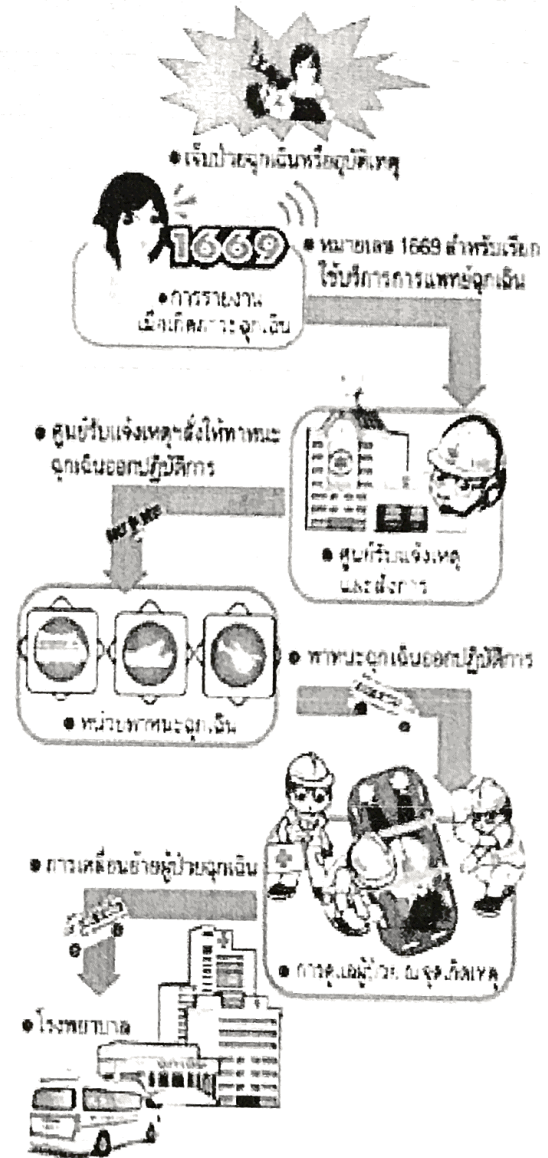 ● เจ็บป่วยฉุกเฉินหรืออุบัติเหตุ
1669
● หมายเลข 1669 สำหรับเรียก
ใช้บริการการแพทย์ฉุกเฉิน
● การรายงาน
เมื่อเกิดภาวะฉุกเฉิน
● ศูนย์รับแจ้งเหตุฯสั่งให้พาหนะ
ฉุกเฉินออกปฏิบัติการ
● ศูนย์รับแจ้งเหตุ
และสั่งการ
● พาหนะฉุกเฉินออกปฏิบัติการ
● หน่วยพาหนะฉุกเฉิน
● การเคลื่อนย้ายผู้ป่วยฉุกเฉิน
● การดูแลผู้ป่วย ณ จุดเกิดเหตุ
● โรงพยาบาล
ฉุกเฉิน